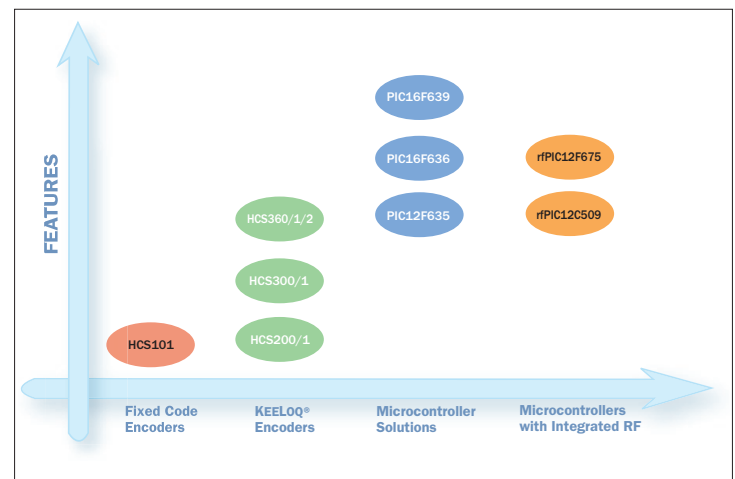 FEATURES
PIC16F639
PIC16F636
rfPIC12F675
HCS360/1/2
PIC12F635
rfPIC12C509
HCS300/1
HCS101
HCS200/1
Fixed Code
Encoders
KEELOQ®
Encoders
Microcontroller
Solutions
Microcontrollers
with Integrated RF